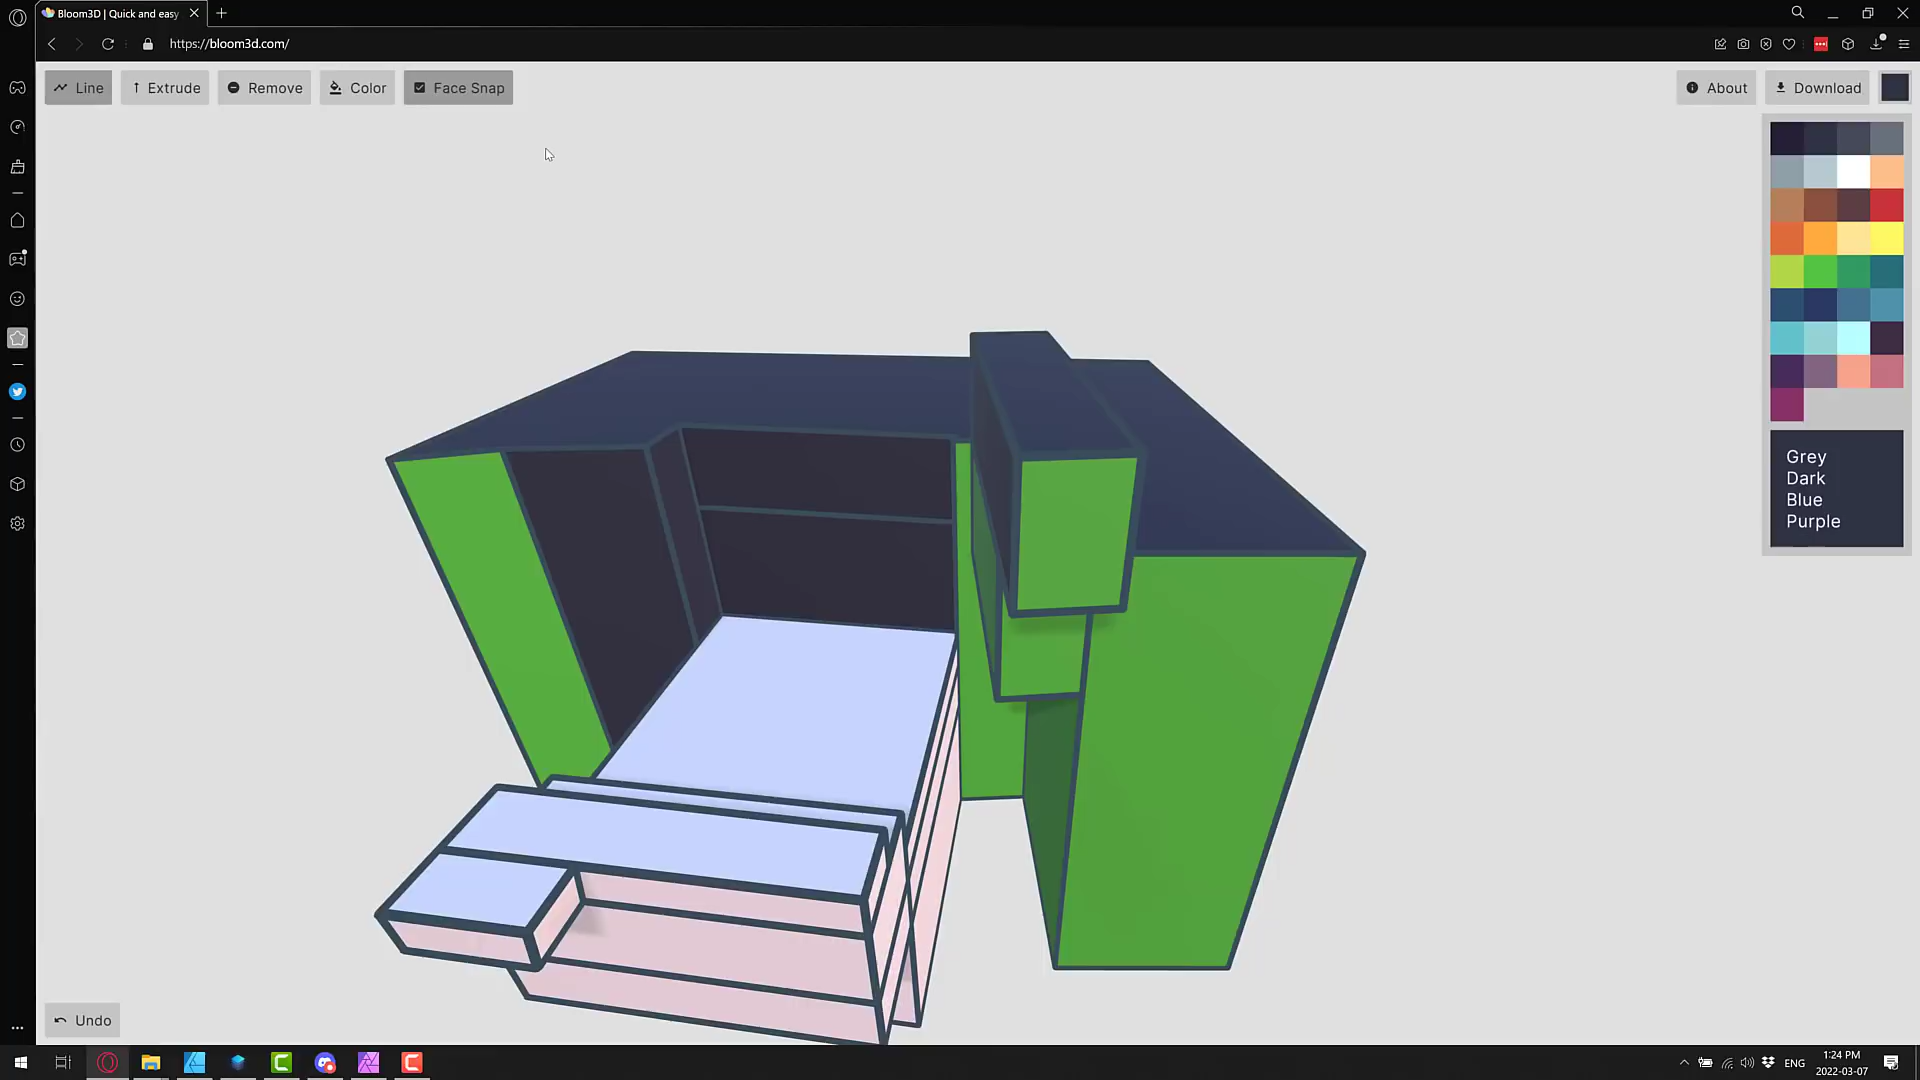 Bloom3D | Quick and easy
https://bloom3d.com/
Line
Extrude
Remove
Color
Face Snap
About
Download
Grey
Dark
Blue
Purple
Undo
ENG
1:24 PM
2022-03-07